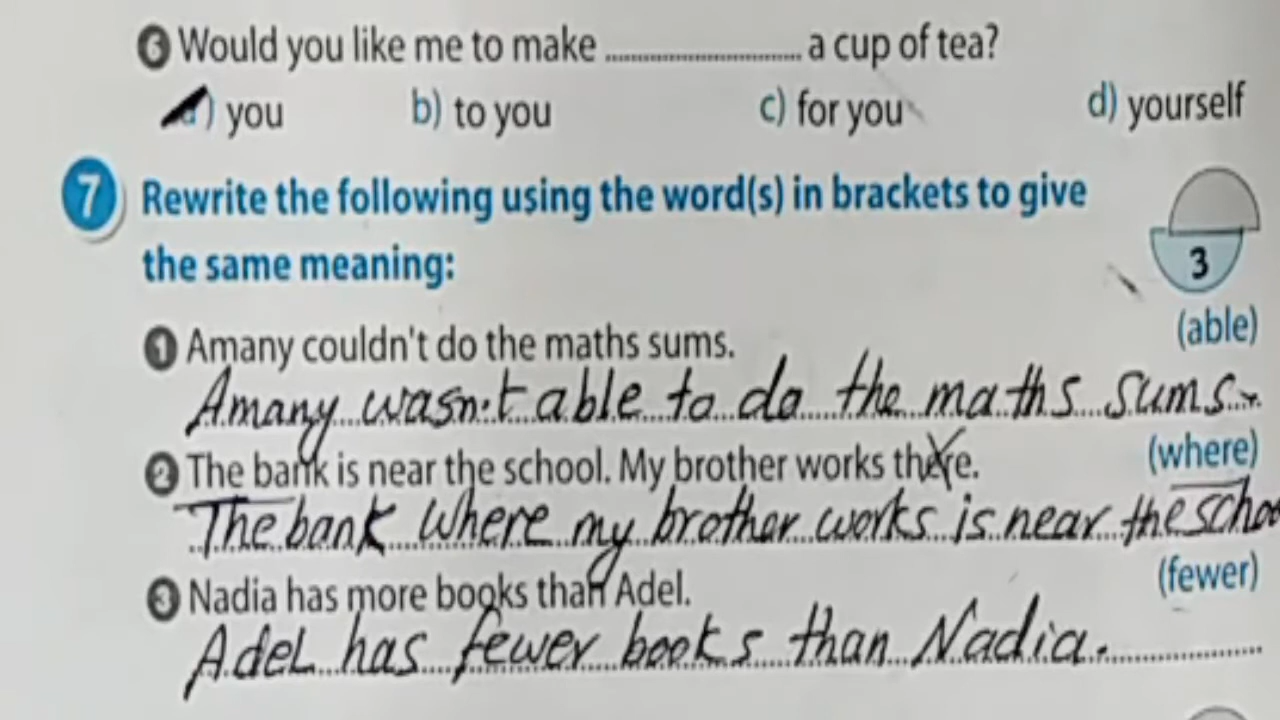 6 Would you like me to make .................... a cup of tea?
a) you b) to you c) for you d) yourself
7 Rewrite the following using the word(s) in brackets to give
the same meaning:
3
1 Amany couldn't do the maths sums. (able)
Amany wasn't able to do the maths sums.
2 The bank is near the school. My brother works there. (where)
The bank where my brother works is near the schoo
3 Nadia has more books than Adel. (fewer)
Adel has fewer books than Nadia.